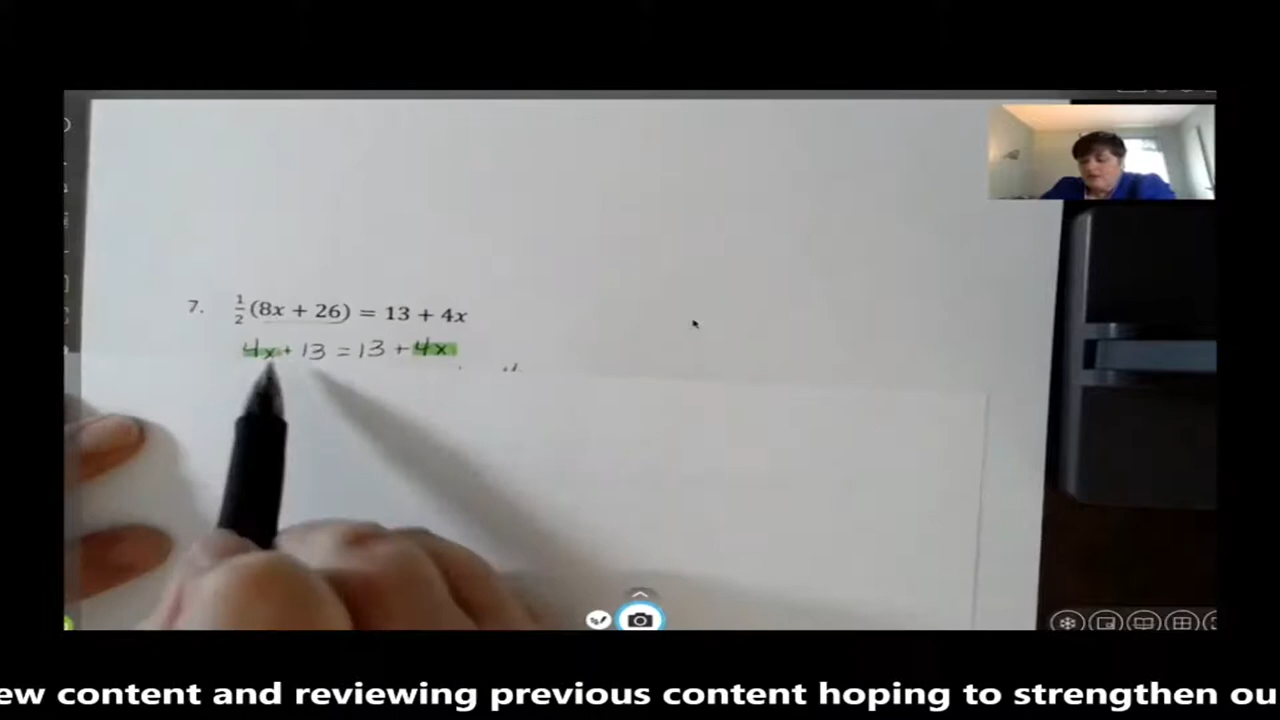 7. ½(8x + 26) = 13 + 4x
4x + 13 = 13 + 4x
ew content and reviewing previous content hoping to strengthen ou